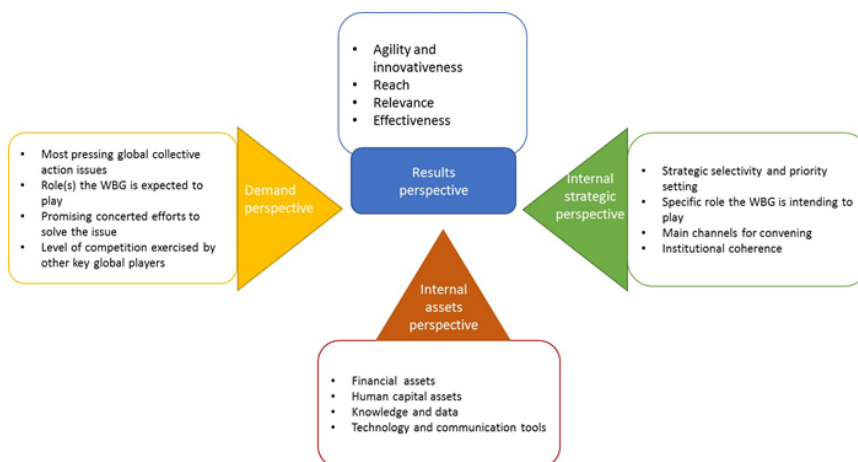 • Agility and
innovativeness
• Reach
• Relevance
• Effectiveness
Results
perspective
• Most pressing global collective
action issues
• Role(s) the WBG is expected to
play
• Promising concerted efforts to
solve the issue
• Level of competition exercised by
other key global players
Demand
perspective
Internal
strategic
perspective
• Strategic selectivity and priority
setting
• Specific role the WBG is intending to
play
• Main channels for convening
• Institutional coherence
Internal
assets
perspective
• Financial assets
• Human capital assets
• Knowledge and data
• Technology and communication tools